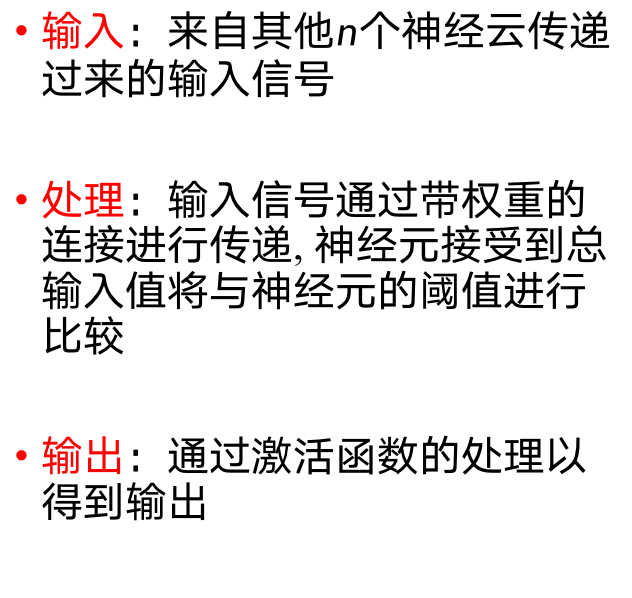 • 输入：来自其他n个神经云传递
过来的输入信号
• 处理：输入信号通过带权重的
连接进行传递, 神经元接受到总
输入值将与神经元的阈值进行
比较
• 输出：通过激活函数的处理以
得到输出